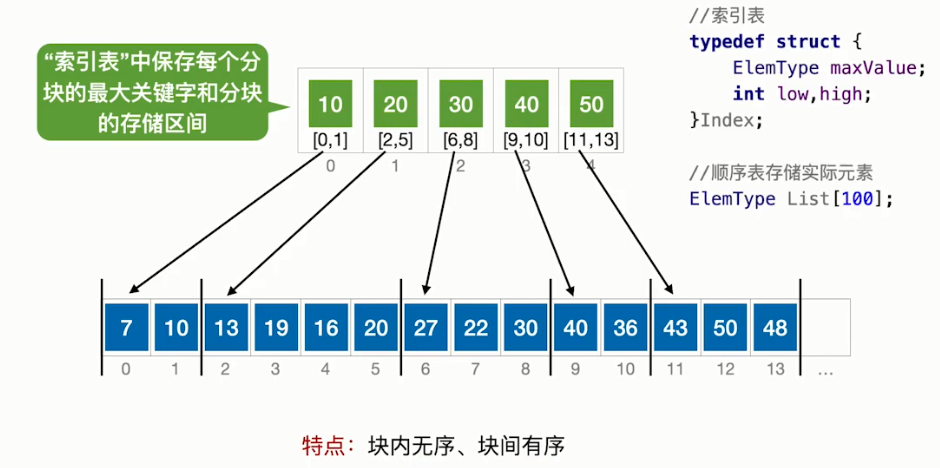 //索引表
typedef struct {
ElemType maxValue;
int low,high;
}Index;
//顺序表存储实际元素
ElemType List[100];
“索引表”中保存每个分
块的最大关键字和分块
的存储区间
10 20 30 40 50
[0,1] [2,5] [6,8] [9,10] [11,13]
0 1 2 3 4
7 10 13 19 16 20 27 22 30 40 36 43 50 48
0 1 2 3 4 5 6 7 8 9 10 11 12 13 ...
特点：块内无序、块间有序